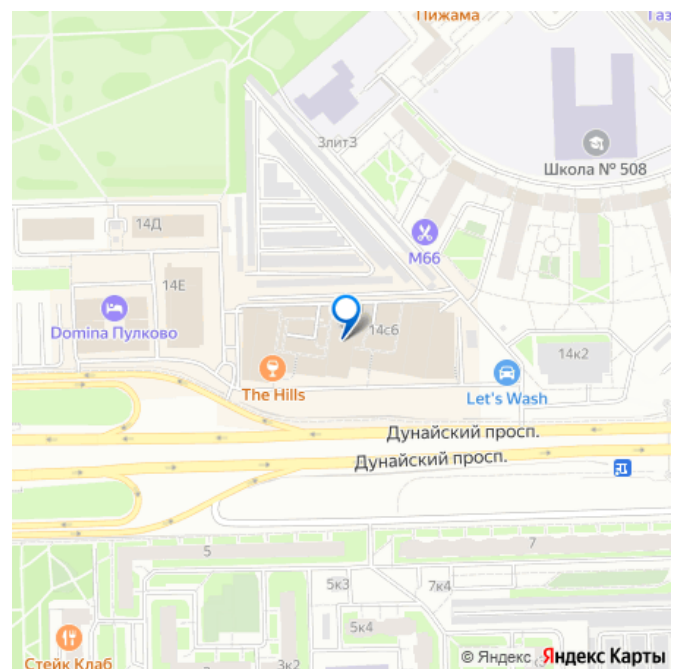 Пижама
Газ
3лит3
Школа № 508
14Д
М66
14Е
Domina Пулково
14с6
14к2
The Hills
Let's Wash
Дунайский просп.
Дунайский просп.
5
7
5к3
7к4
5к4
Стейк Клаб
3к2
© Яндекс Яндекс Карты